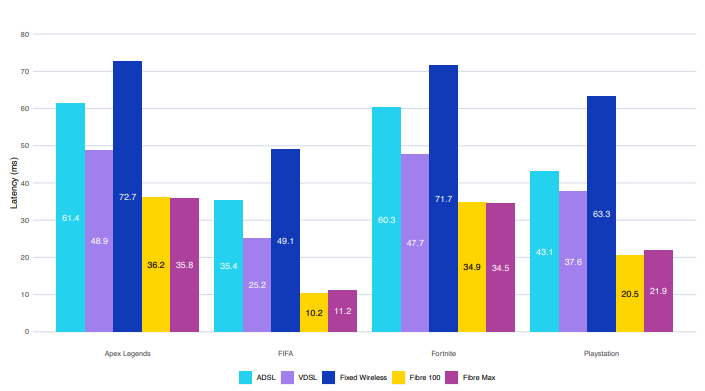 80
70
60
50
40
30
20
10
0
Latency (ms)
61.4 48.9 72.7 36.2 35.8
35.4 25.2 49.1 10.2 11.2
60.3 47.7 71.7 34.9 34.5
43.1 37.6 63.3 20.5 21.9
Apex Legends FIFA Fortnite Playstation
ADSL VDSL Fixed Wireless Fibre 100 Fibre Max